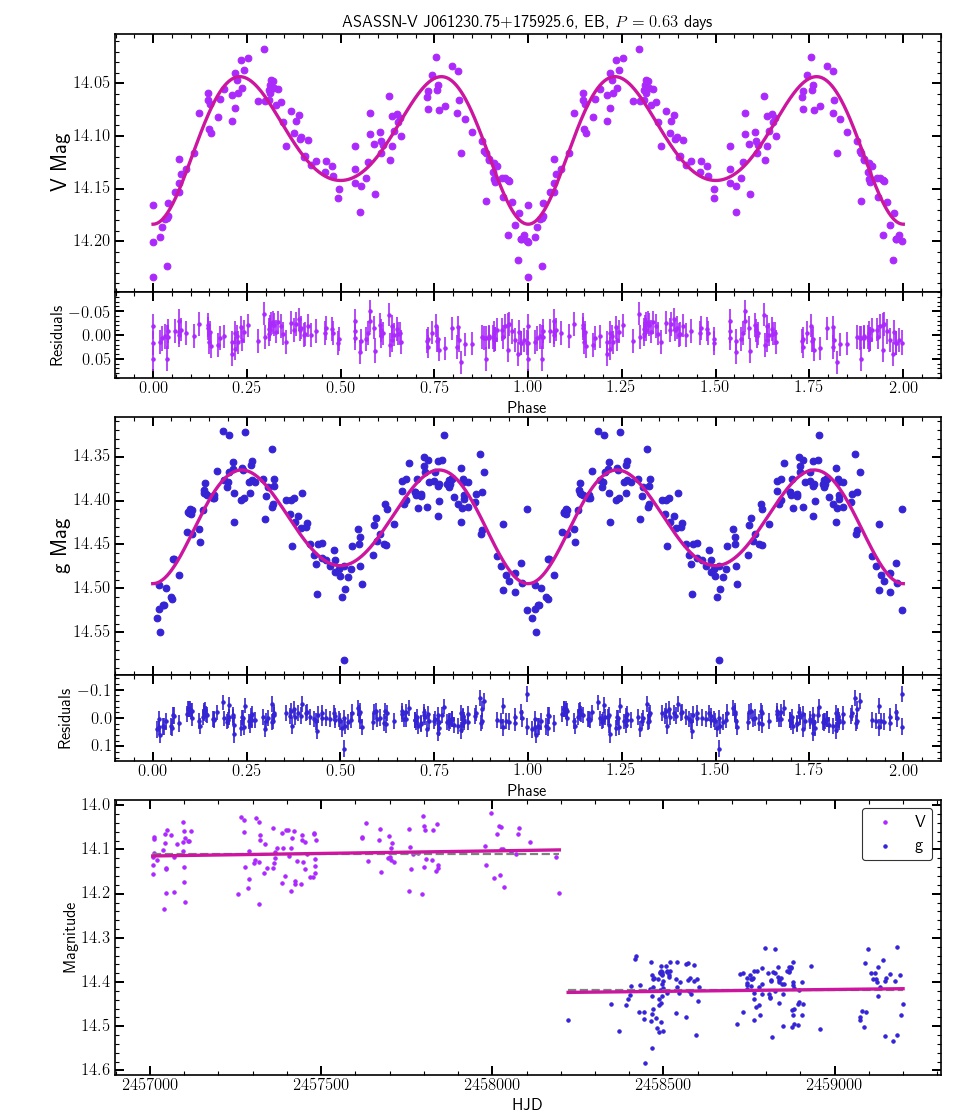 ASASSN-V J061230.75+175925.6, EB, P = 0.63 days
14.05
14.10
14.15
14.20
V Mag
−0.05
0.00
0.05
Residuals
0.00 0.25 0.50 0.75 1.00 1.25 1.50 1.75 2.00
Phase
14.35
14.40
14.45
14.50
14.55
g Mag
−0.1
0.0
0.1
Residuals
0.00 0.25 0.50 0.75 1.00 1.25 1.50 1.75 2.00
Phase
14.0
14.1
14.2
14.3
14.4
14.5
14.6
Magnitude
V
g
2457000 2457500 2458000 2458500 2459000
HJD